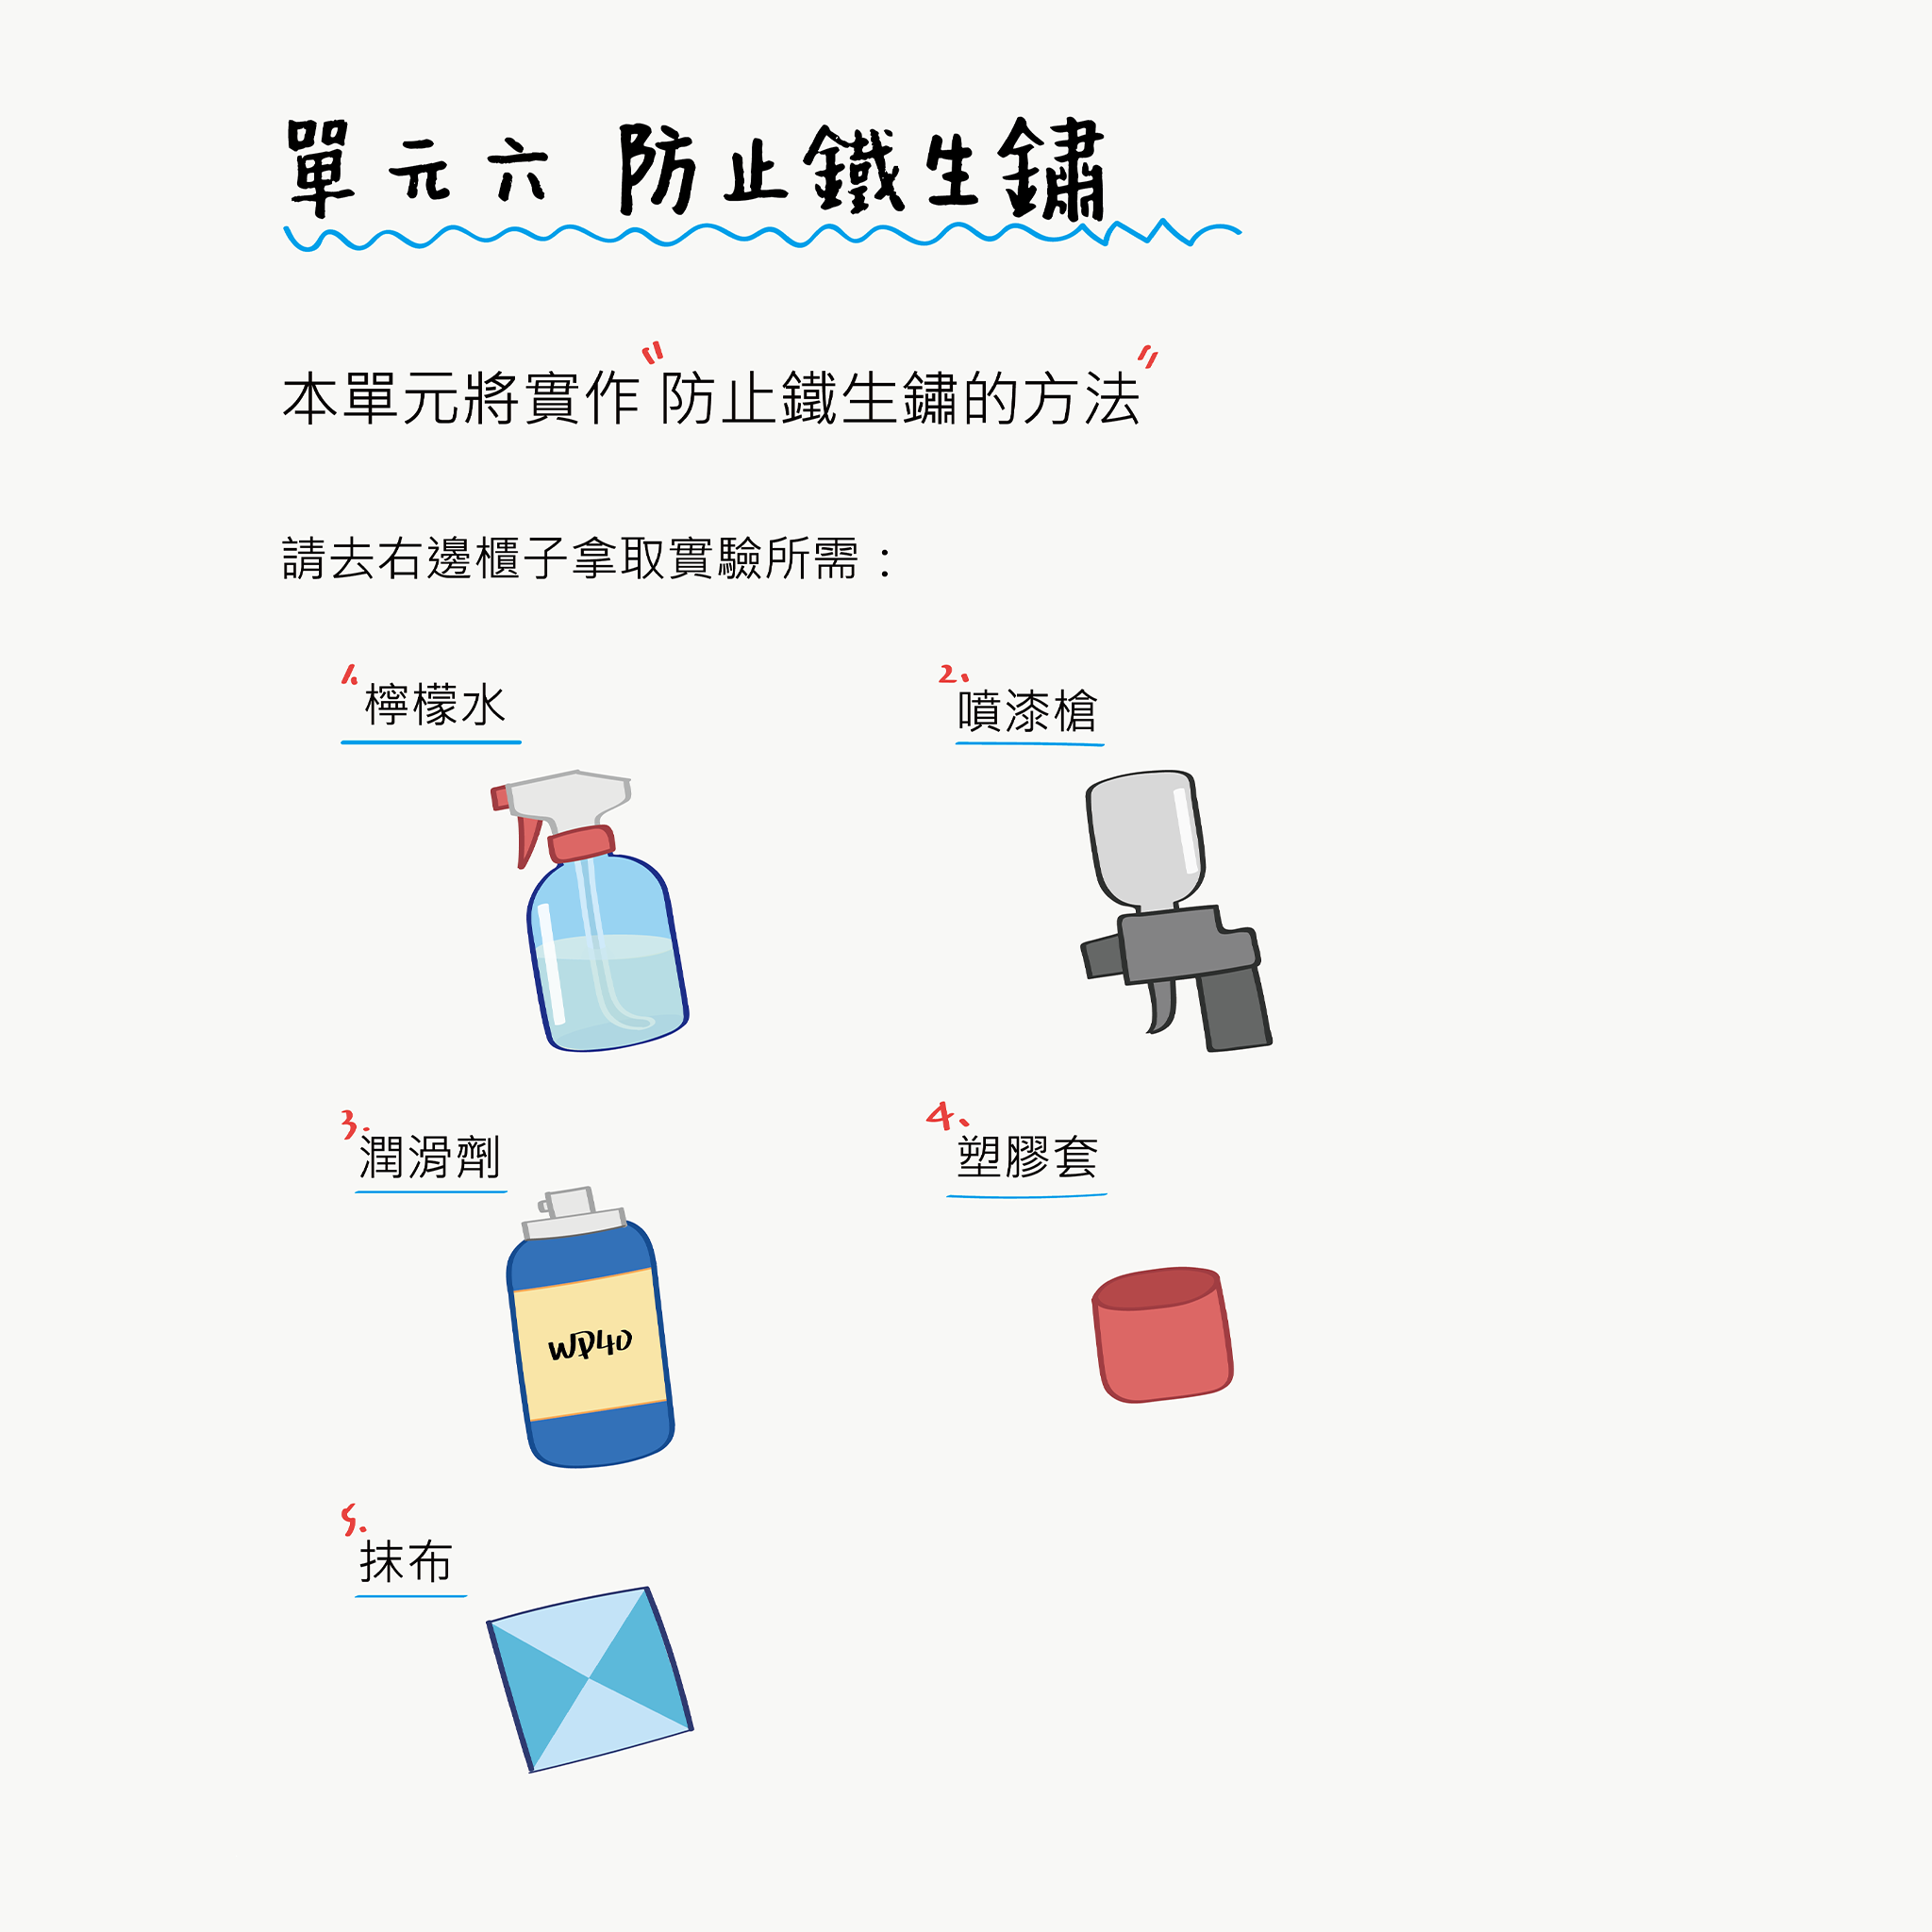 單元六 防止鐵生鏽
本單元將實作"防止鐵生鏽的方法"
請去右邊櫃子拿取實驗所需：
1. 檸檬水
2. 噴漆槍
3. 潤滑劑
WD40
4、塑膠套
5. 抹布